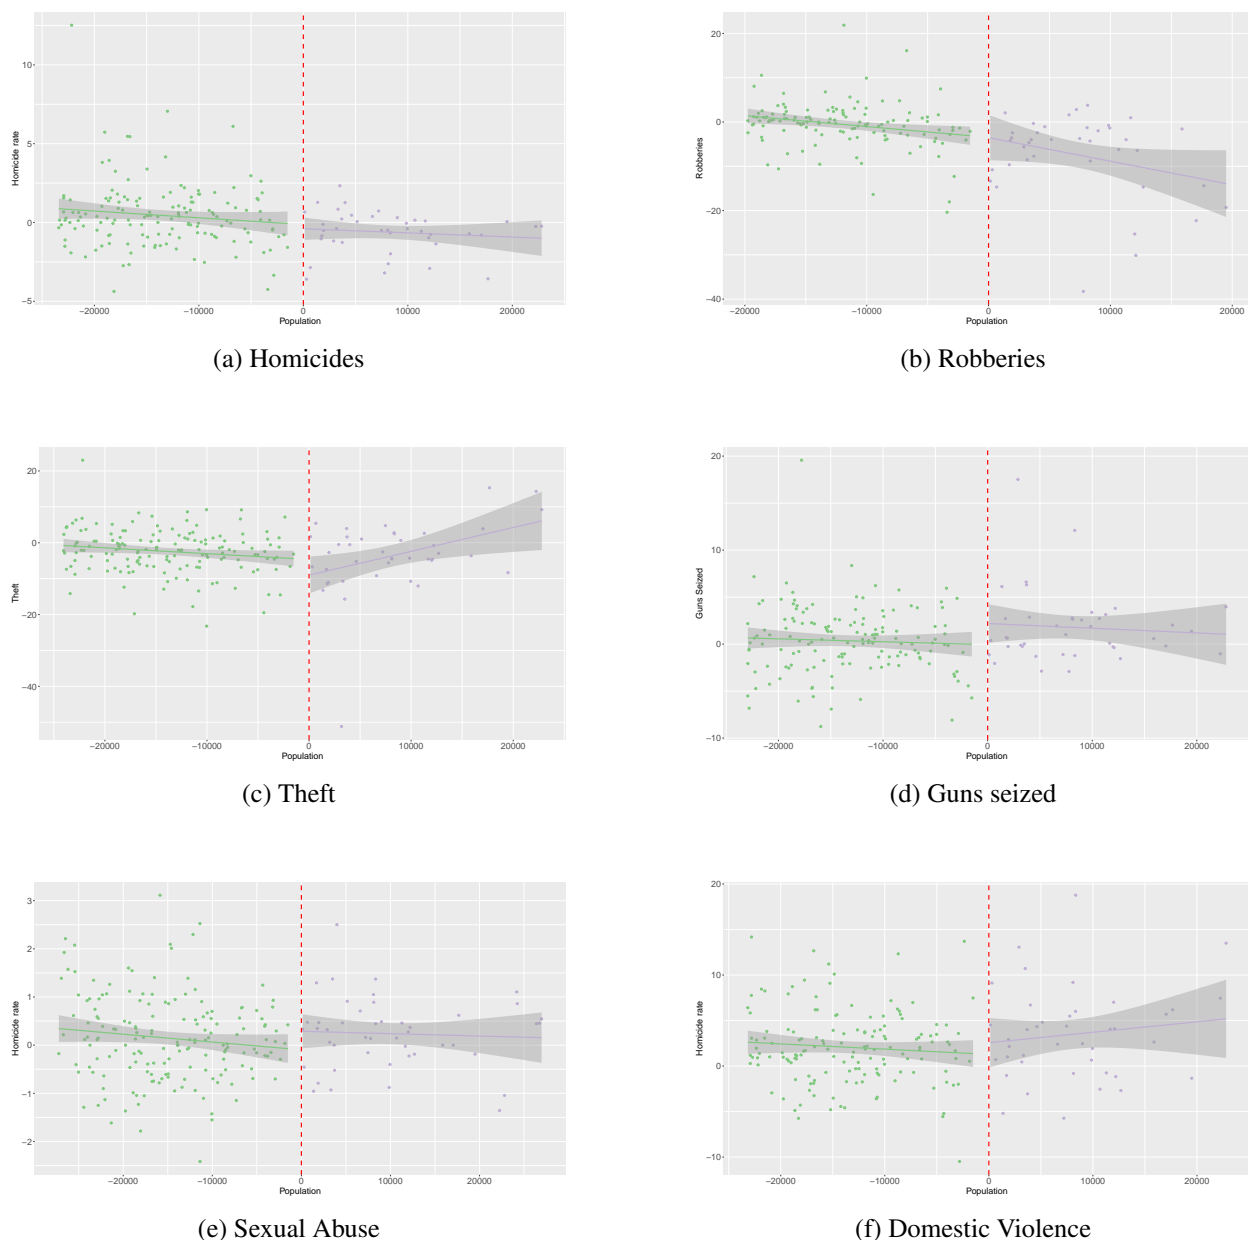 10
5
0
−5
Homicide rate
−20000 −10000 0 10000 20000
Population
(a) Homicides
20
0
−20
−40
Robberies
−20000 −10000 0 10000 20000
Population
(b) Robberies
20
0
−20
−40
Theft
−20000 −10000 0 10000 20000
Population
(c) Theft
20
10
0
−10
Guns Seized
−20000 −10000 0 10000 20000
Population
(d) Guns seized
3
2
1
0
−1
−2
Homicide rate
−20000 −10000 0 10000 20000
Population
(e) Sexual Abuse
20
10
0
−10
Homicide rate
−20000 −10000 0 10000 20000
Population
(f) Domestic Violence